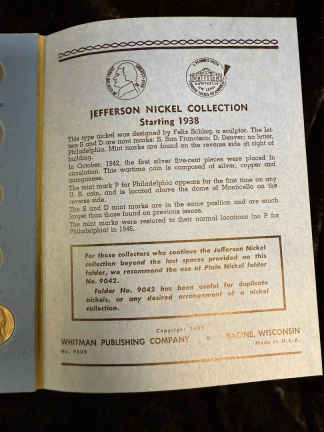 JEFFERSON NICKEL COLLECTION
Starting 1938
This type nickel was designed by Felix Schlag, a sculptor. The let-
ters S and D are mint marks: S, San Francisco; D, Denver; no letter,
Philadelphia. Mint marks are found on the reverse side at right of
building.
In October, 1942, the first silver five-cent pieces were placed in
circulation. This wartime coin is composed of silver, copper and
manganese.
The mint mark P for Philadelphia appears for the first time on any
U. S. coin, and is located above the dome of Monticello on the
reverse side.
The S and D mint marks are in the same position and are much
larger than those found on previous issues.
The mint marks were restored to their normal locations (no P for
Philadelphia) in 1946.
For those collectors who continue the Jefferson Nickel
collection beyond the last spaces provided on this
folder, we recommend the use of Plain Nickel folder
No. 9042.
Folder No. 9042 has been useful for duplicate
nickels, or any desired arrangement of a nickel
collection.
Copyright
WHITMAN PUBLISHING COMPANY • RACINE, WISCONSIN
No. Made in U.S.A.